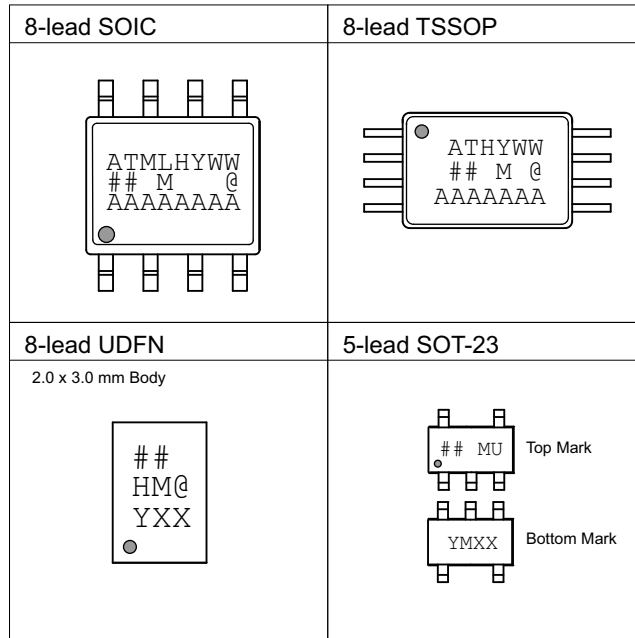 8-lead SOIC
ATMLHYWW
## M @
AAAAAAAA
8-lead TSSOP
ATHYWW
## M @
AAAAAAA
8-lead UDFN
2.0 x 3.0 mm Body
##
HM@
YXX
5-lead SOT-23
## MU
Top Mark
YMXX
Bottom Mark